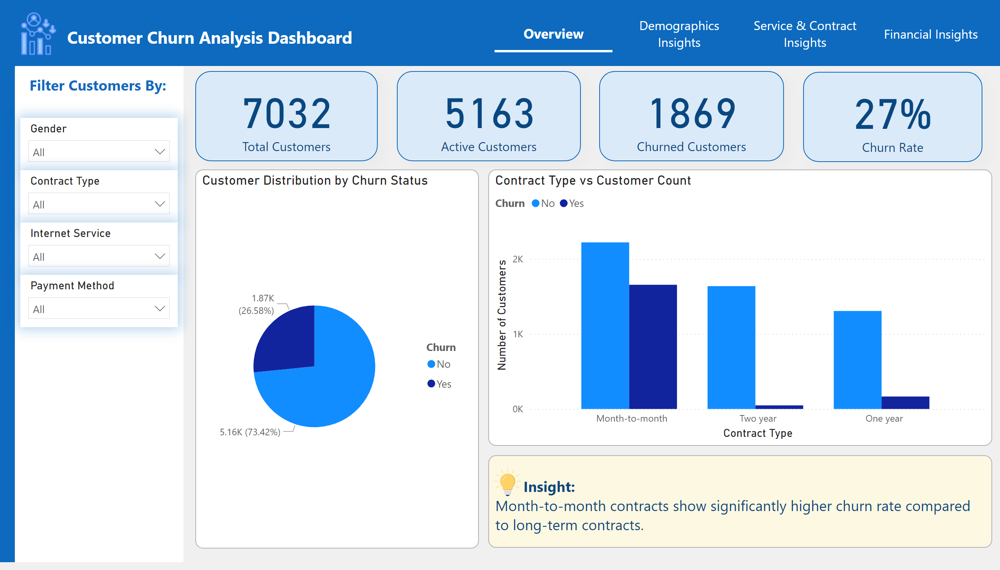 Customer Churn Analysis Dashboard
Overview
Demographics
Insights
Service & Contract
Insights
Financial Insights
Filter Customers By:
Gender
All
Contract Type
All
Internet Service
All
Payment Method
All
7032
Total Customers
5163
Active Customers
1869
Churned Customers
27%
Churn Rate
Customer Distribution by Churn Status
1.87K
(26.58%)
5.16K (73.42%)
Churn
No
Yes
Contract Type vs Customer Count
Churn No Yes
Number of Customers
2K
1K
0K
Month-to-month Two year One year
Contract Type
Insight:
Month-to-month contracts show significantly higher churn rate compared
to long-term contracts.